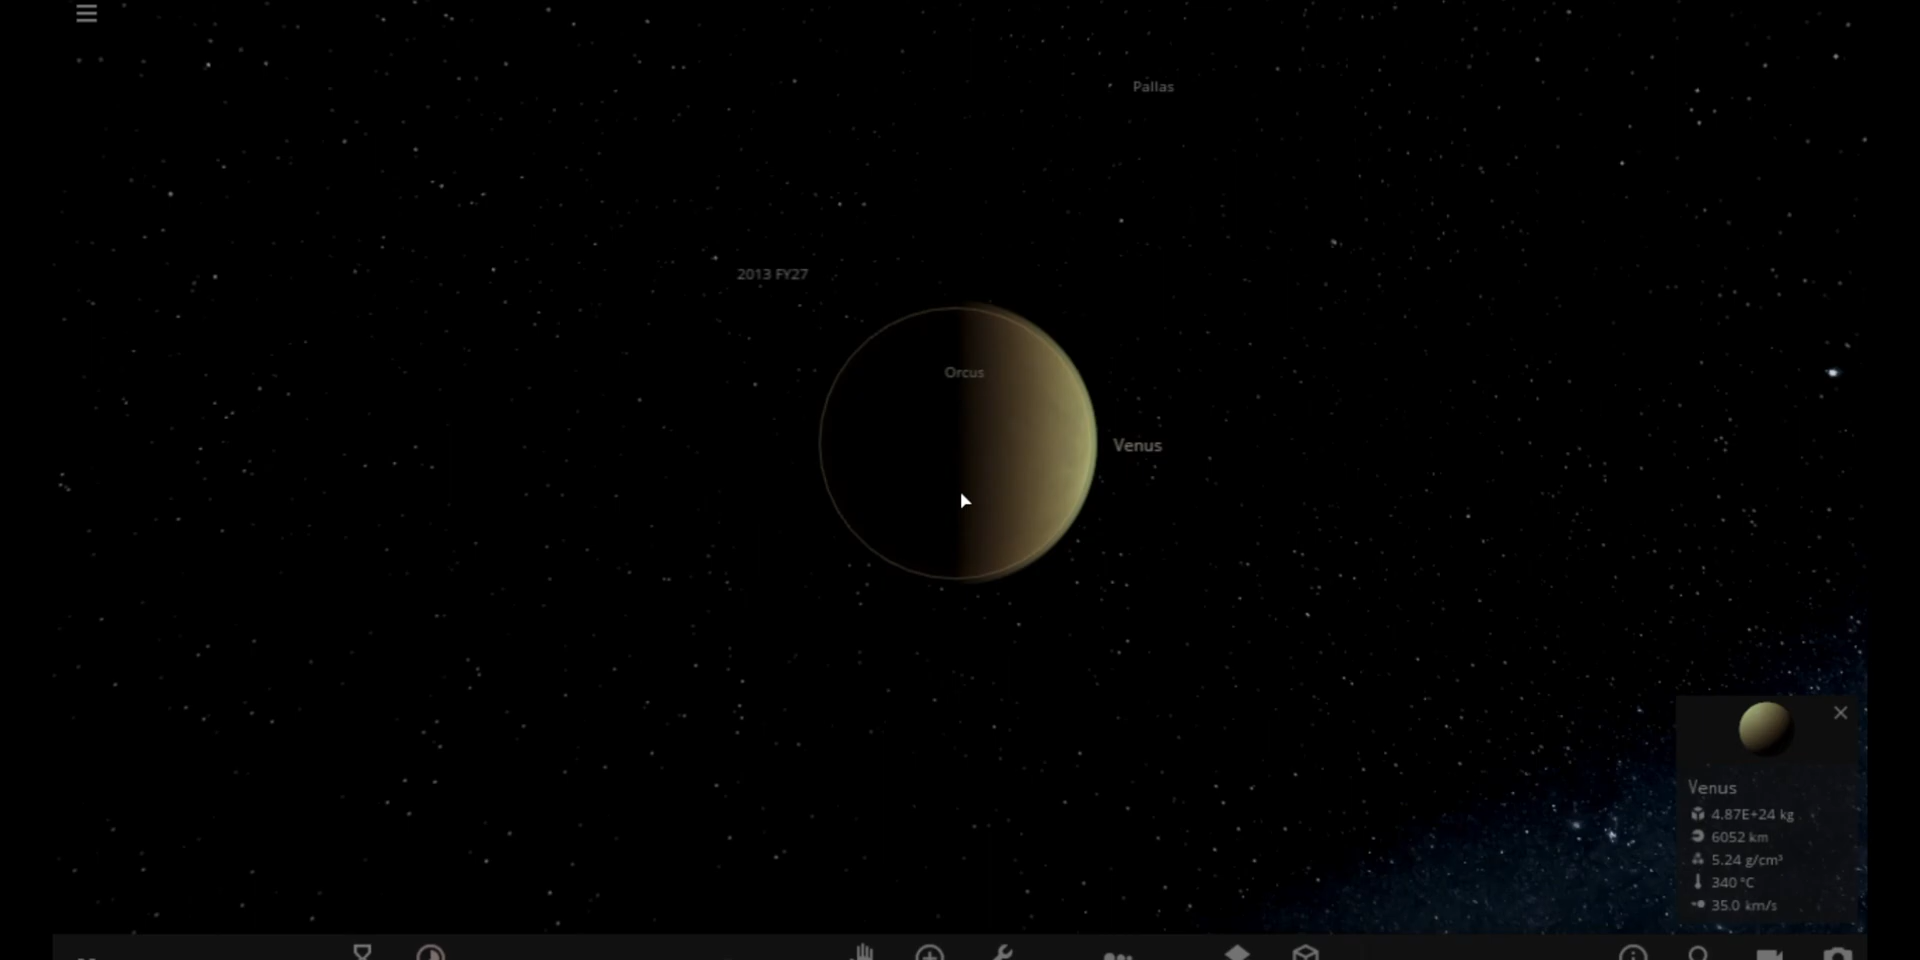 Pallas
2013 FY27
Orcus
Venus
Venus
4.87E+24 kg
6052 km
5.24 g/cm³
340 °C
35.0 km/s